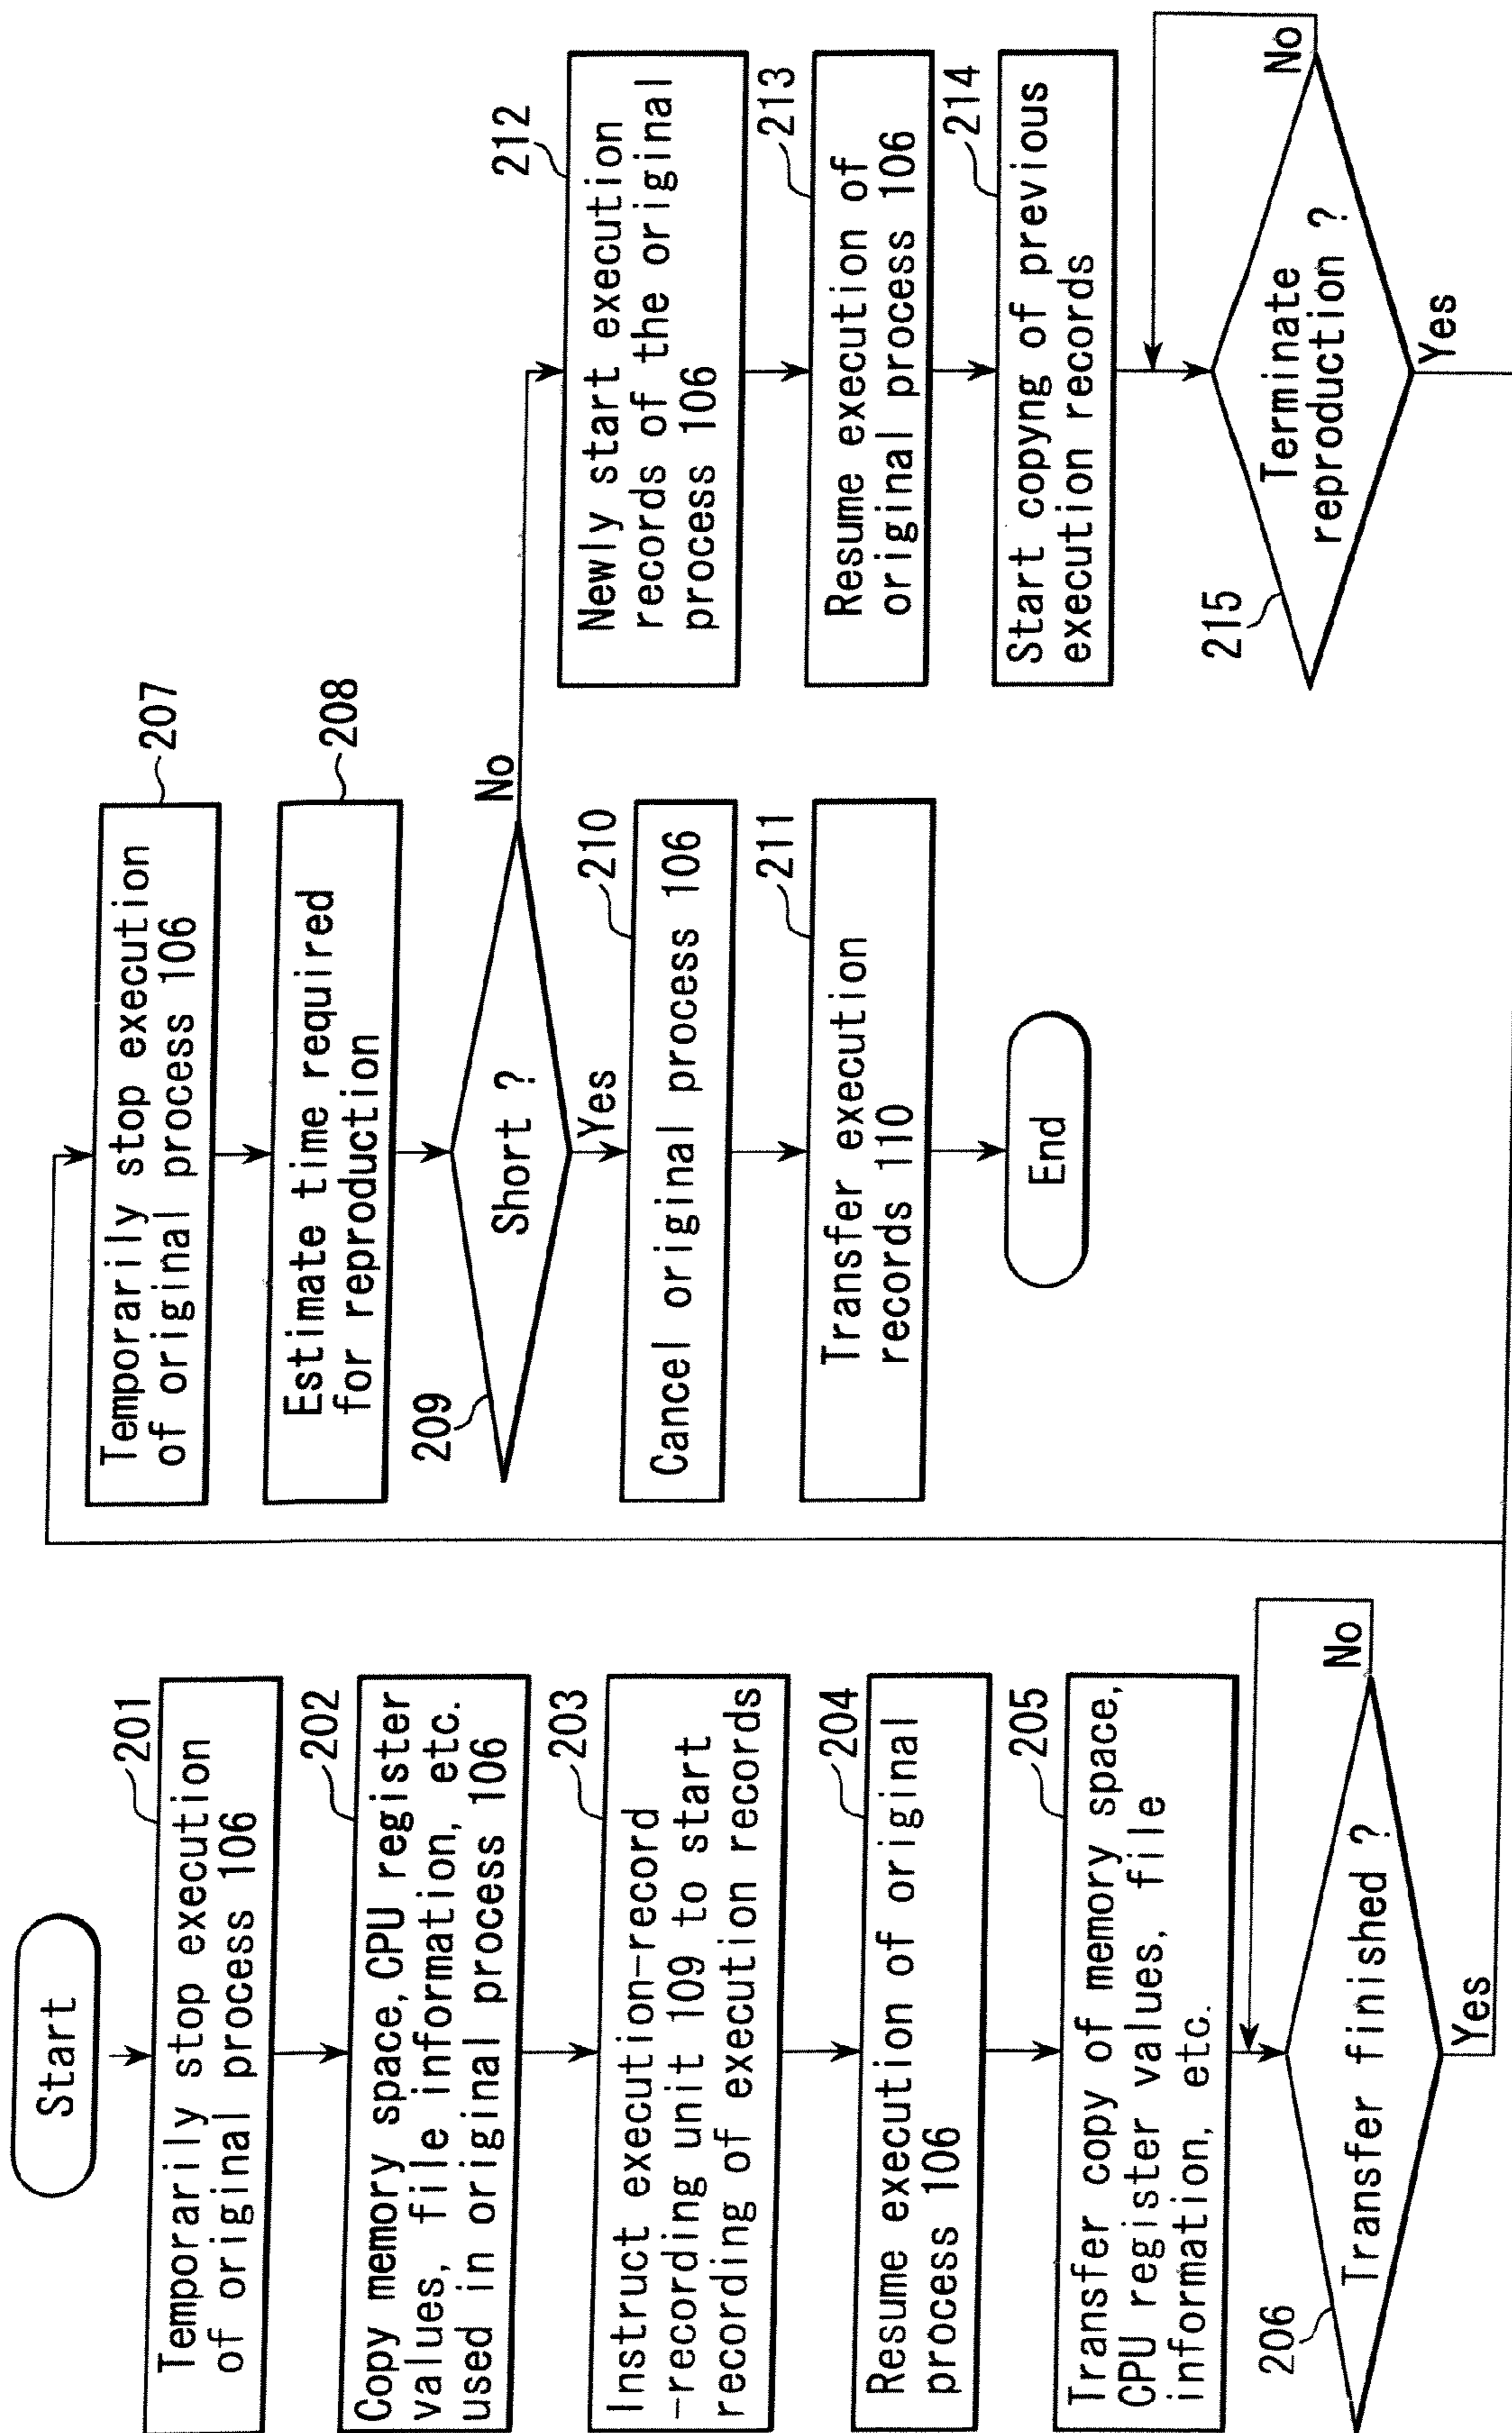 Start
201
Temporarily stop execution
of original process 106
202
Copy memory space, CPU register
values, file information, etc.
used in original process 106
203
Instruct execution-record
-recording unit 109 to start
recording of execution records
204
Resume execution of original
process 106
205
Transfer copy of memory space,
CPU register values, file
information, etc.
206
Transfer finished ?
No
Yes
207
Temporarily stop execution
of original process 106
208
Estimate time required
for reproduction
209
Short ?
No
Yes
210
Cancel original process 106
211
Transfer execution
records 110
End
212
Newly start execution
records of the original
process 106
213
Resume execution of
original process 106
214
Start copyng of previous
execution records
215
Terminate
reproduction ?
No
Yes